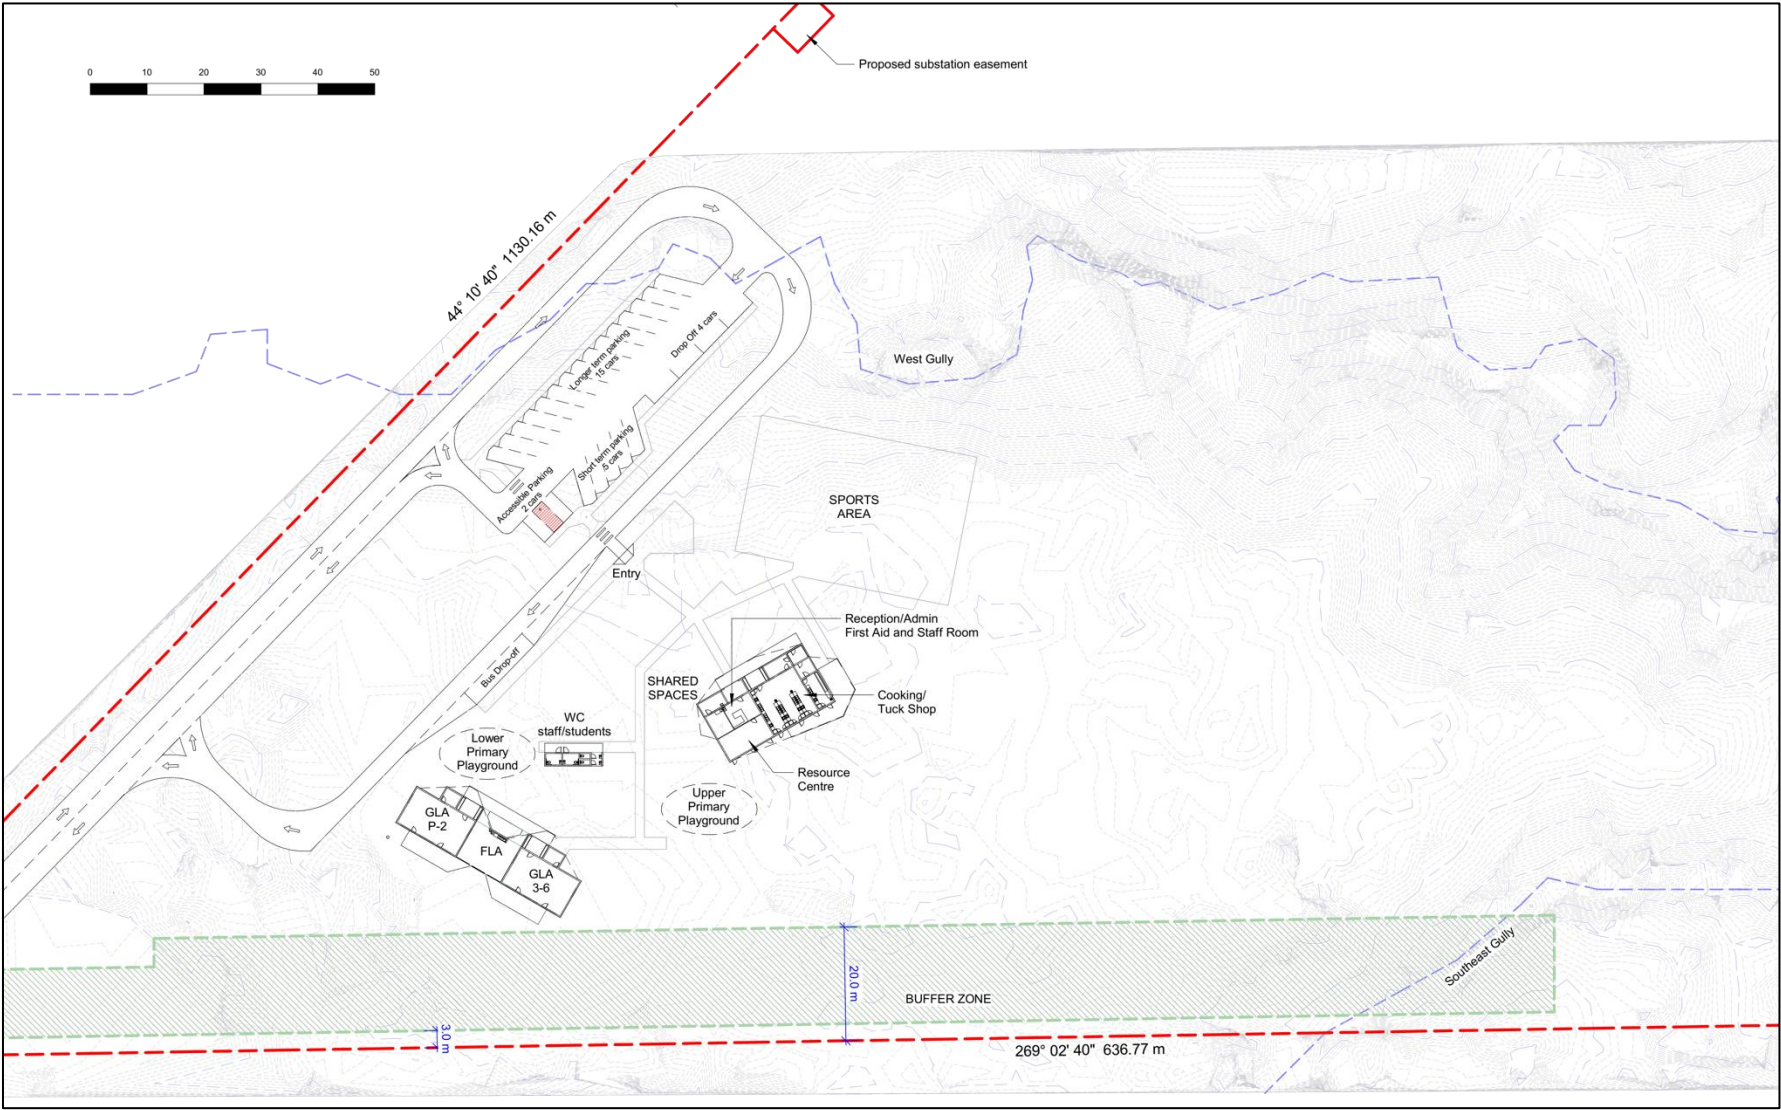 Proposed substation easement
0 10 20 30 40 50
44° 10' 40" 1130.16 m
Longer term parking
15 cars
Drop Off 4 cars
West Gully
Short term parking
5 cars
Accessible Parking
2 cars
SPORTS
AREA
Entry
Reception/Admin
First Aid and Staff Room
Bus Drop-off
SHARED
SPACES
Cooking/
Tuck Shop
WC
staff/students
Lower
Primary
Playground
Resource
Centre
Upper
Primary
Playground
GLA
P-2
FLA
GLA
3-6
Southeast Gully
20.0 m
BUFFER ZONE
3.0 m
269° 02' 40" 636.77 m